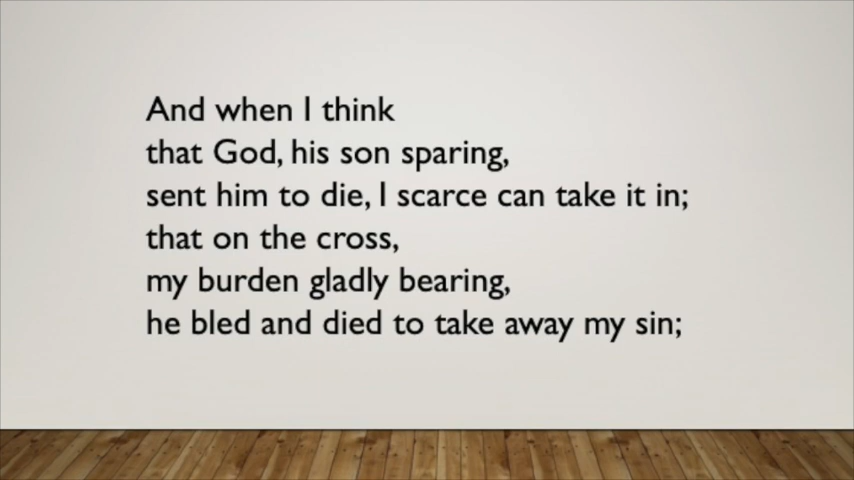 And when I think
that God, his son sparing,
sent him to die, I scarce can take it in;
that on the cross,
my burden gladly bearing,
he bled and died to take away my sin;